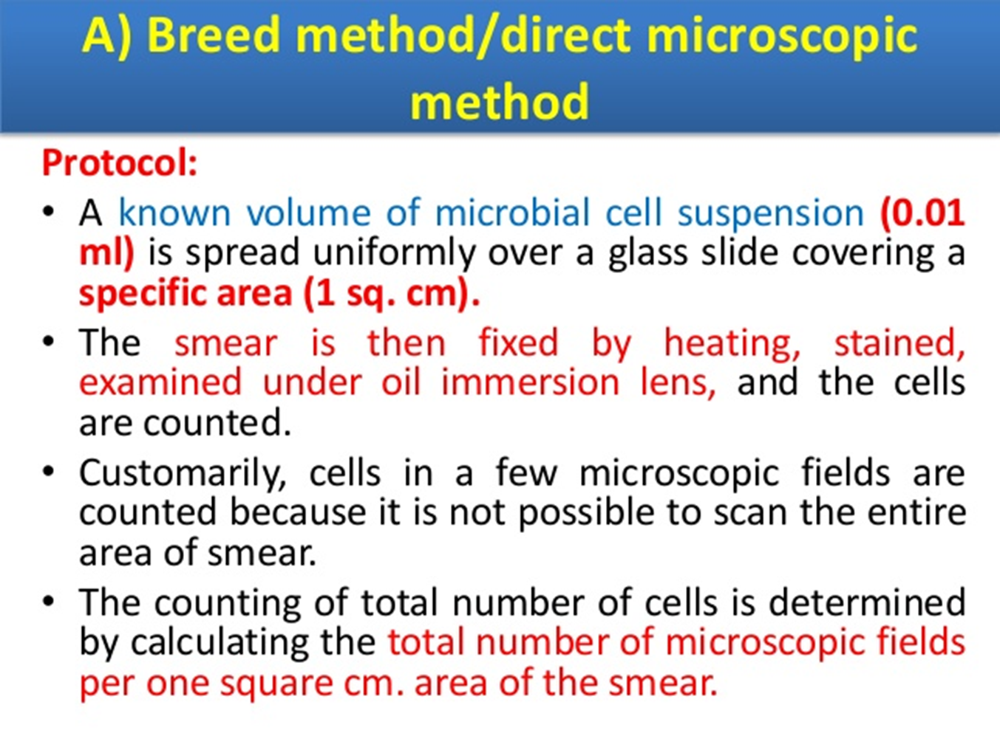 A) Breed method/direct microscopic
method
Protocol:
• A known volume of microbial cell suspension (0.01
ml) is spread uniformly over a glass slide covering a
specific area (1 sq. cm).
• The smear is then fixed by heating, stained,
examined under oil immersion lens, and the cells
are counted.
• Customarily, cells in a few microscopic fields are
counted because it is not possible to scan the entire
area of smear.
• The counting of total number of cells is determined
by calculating the total number of microscopic fields
per one square cm. area of the smear.